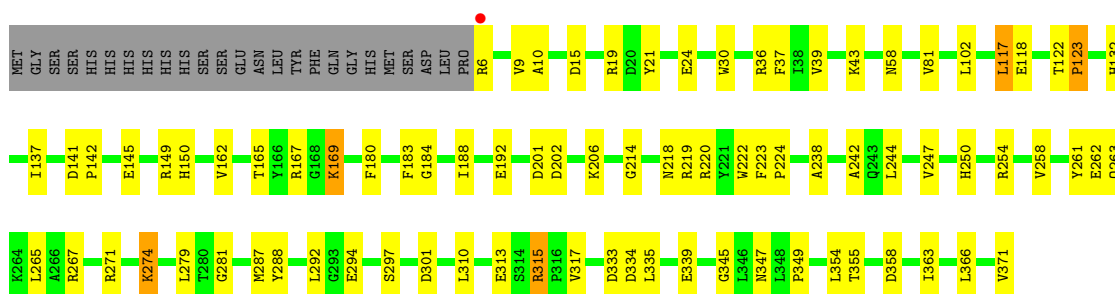 MET GLY SER SER HIS HIS HIS HIS HIS HIS SER SER GLU ASN LEU TYR PHE GLN GLY HIS MET SER ASP LEU PRO R6 V9 A10 D15 R19 D20 Y21 E24 W30 R36 F37 I38 V39 K43 N58 V81 L102 L117 E118 T122 P123
I137 D141 P142 E145 R149 H150 V162 T165 Y166 R167 G168 K169 F180 F183 G184 I188 E192 D201 D202 K206 G214 N218 R219 R220 Y221 W222 F223 P224 A238 A242 Q243 L244 V247 H250 R254 V258 Y261 E262
K264 L265 A266 R267 R271 K274 L279 T280 G281 M287 Y288 L292 G293 E294 S297 D301 L310 E313 S314 R315 P316 V317 D333 D334 L335 E339 G345 L346 N347 L348 P349 L354 T355 D358 I363 L366 V371